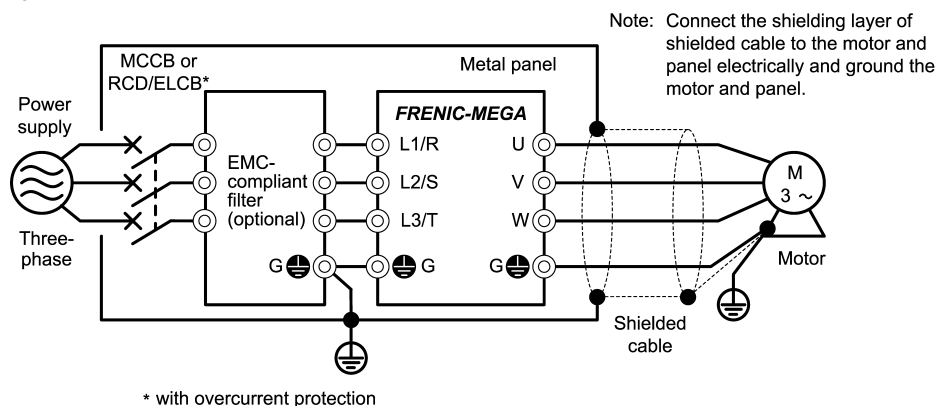 Note: Connect the shielding layer of
shielded cable to the motor and
panel electrically and ground the
motor and panel.
MCCB or
RCD/ELCB*
Metal panel
Power
supply
FRENIC-MEGA
L1/R
U
EMC-
compliant
filter
(optional)
L2/S
V
M
3 ~
L3/T
W
Three-
phase
Motor
G
G
G
Shielded
cable
* with overcurrent protection